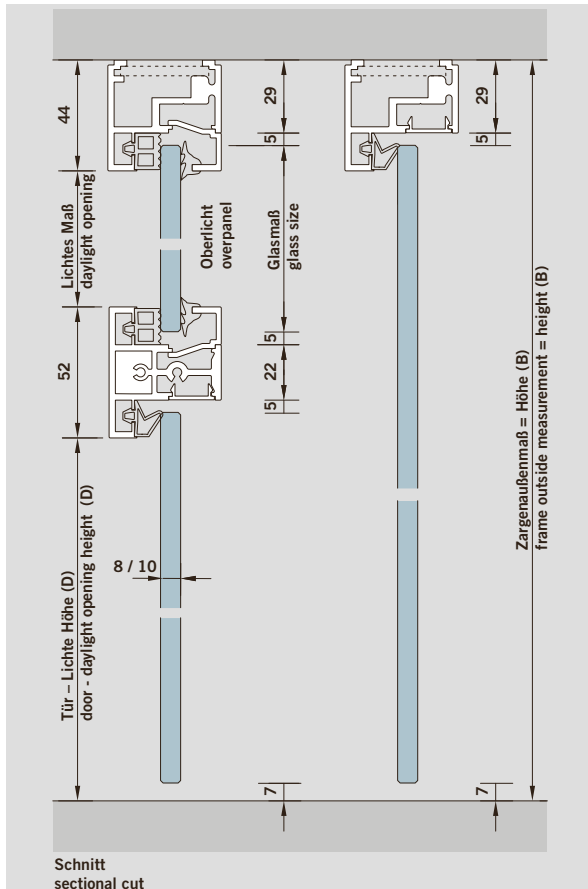 44
29
29
5
5
Lichtes Maß
daylight opening
Oberlicht
overpanel
Glasmaß
glass size
52
5
22
5
Zargenaußenmaß = Höhe (B)
frame outside measurement = height (B)
8 / 10
Tür – Lichte Höhe (D)
door - daylight opening height (D)
7
7
Schnitt
sectional cut